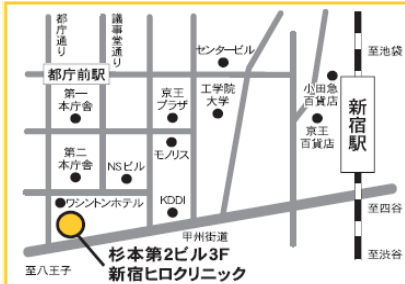 都庁通り
議事堂通り
センタービル
至池袋
都庁前駅
第一
本庁舎
京王
プラザ
工学院
大学
小田急
百貨店
京王
百貨店
新宿駅
第二
本庁舎
NSビル
モノリス
ワシントンホテル
KDDI
至四谷
甲州街道
杉本第2ビル3F
新宿ヒロクリニック
至八王子
至渋谷